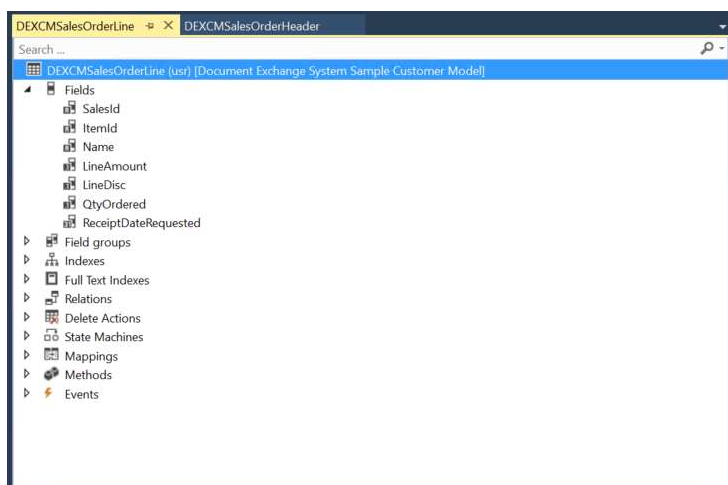 DEXCMSalesOrderLine DEXCMSalesOrderHeader
Search ...
DEXCMSalesOrderLine (usr) [Document Exchange System Sample Customer Model]
Fields
SalesId
ItemId
Name
LineAmount
LineDisc
QtyOrdered
ReceiptDateRequested
Field groups
Indexes
Full Text Indexes
Relations
Delete Actions
State Machines
Mappings
Methods
Events